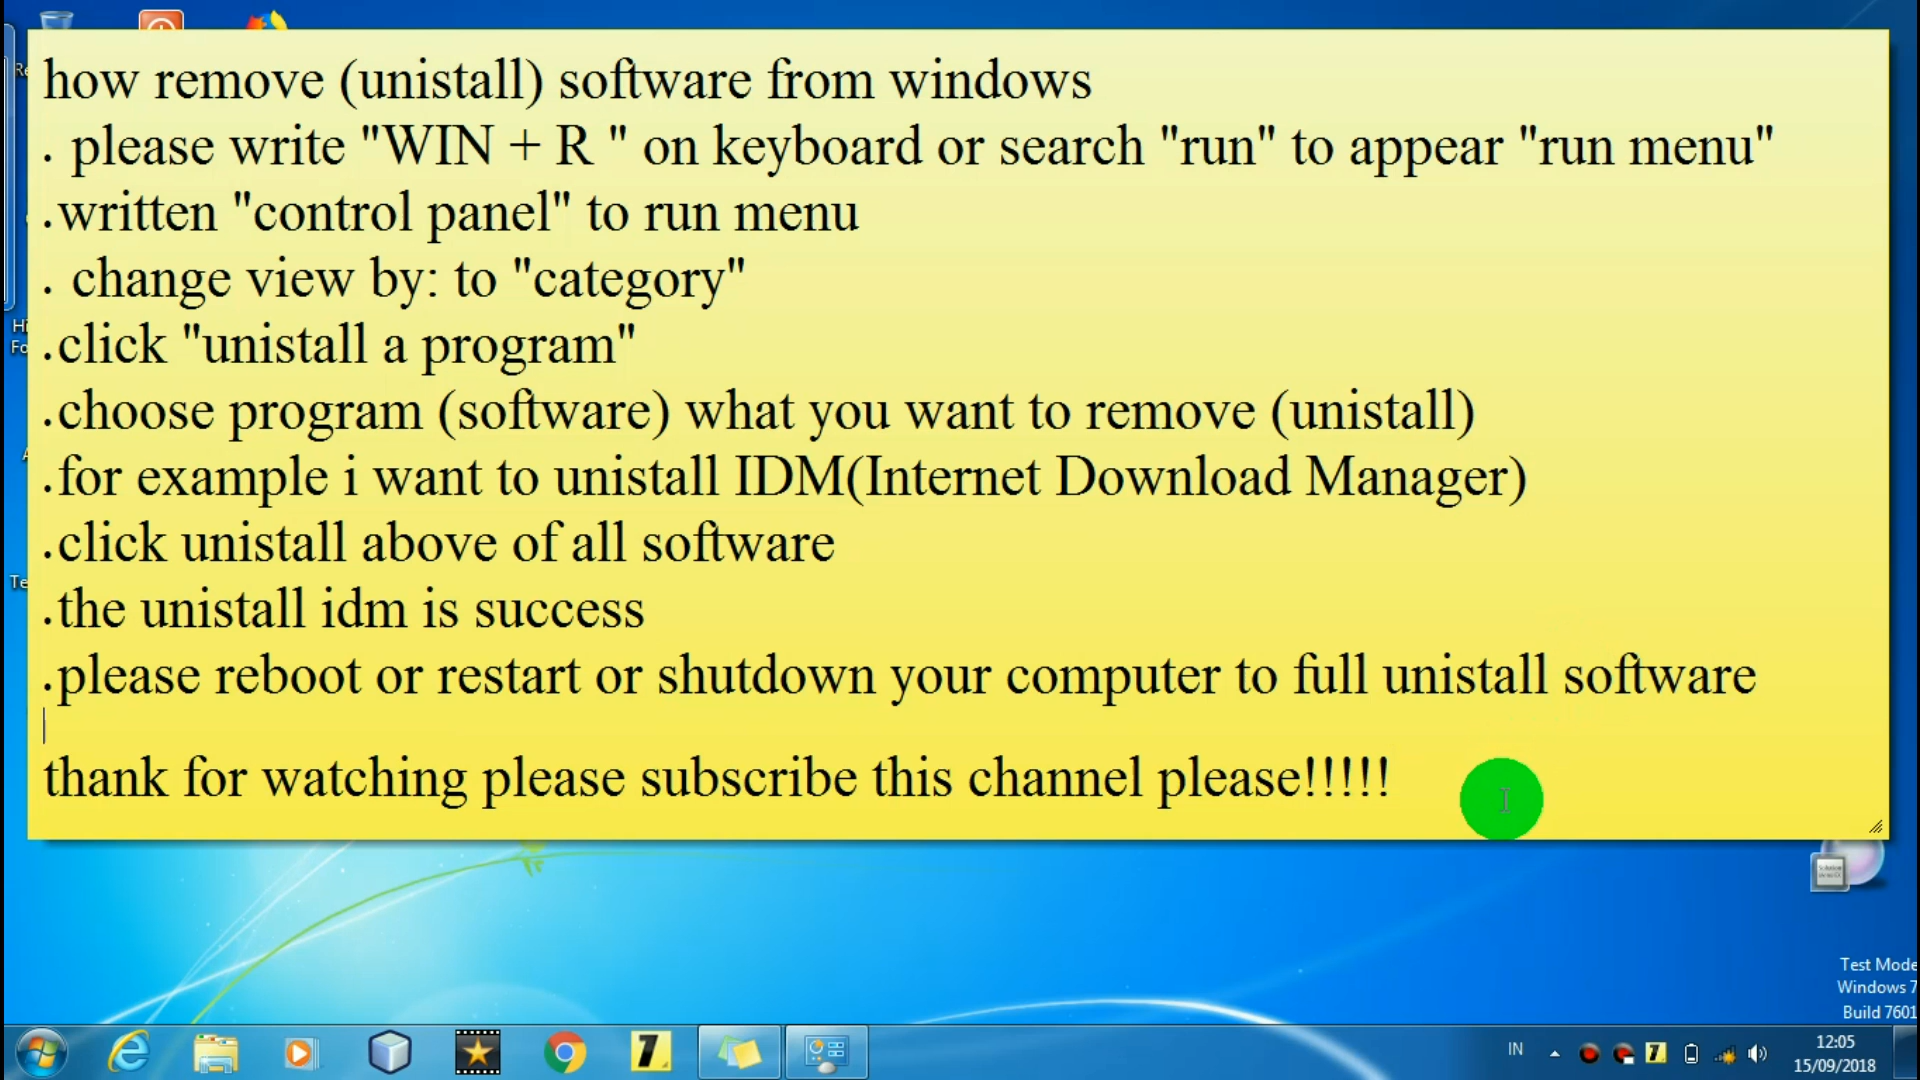 how remove (unistall) software from windows
. please write "WIN + R " on keyboard or search "run" to appear "run menu"
.written "control panel" to run menu
. change view by: to "category"
.click "unistall a program"
.choose program (software) what you want to remove (unistall)
.for example i want to unistall IDM(Internet Download Manager)
.click unistall above of all software
.the unistall idm is success
.please reboot or restart or shutdown your computer to full unistall software
thank for watching please subscribe this channel please!!!!!
Test Mode
Windows 7
Build 7601
IN
12:05
15/09/2018